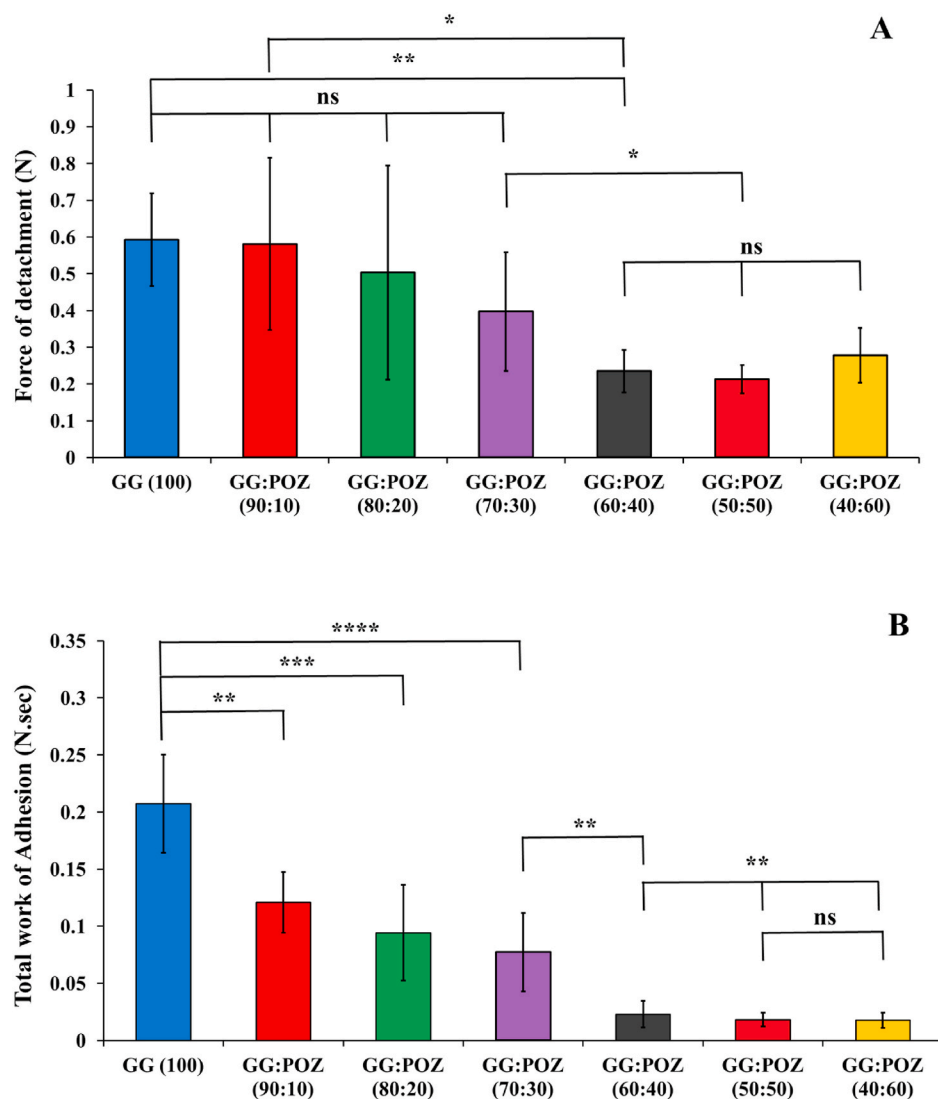 A
*
**
ns
*
ns
Force of detachment (N)
1
0.9
0.8
0.7
0.6
0.5
0.4
0.3
0.2
0.1
0
GG (100) GG:POZ GG:POZ GG:POZ GG:POZ GG:POZ GG:POZ
(90:10) (80:20) (70:30) (60:40) (50:50) (40:60)
B
****
***
**
**
**
ns
Total work of Adhesion (N.sec)
0.35
0.3
0.25
0.2
0.15
0.1
0.05
0
GG (100) GG:POZ GG:POZ GG:POZ GG:POZ GG:POZ GG:POZ
(90:10) (80:20) (70:30) (60:40) (50:50) (40:60)